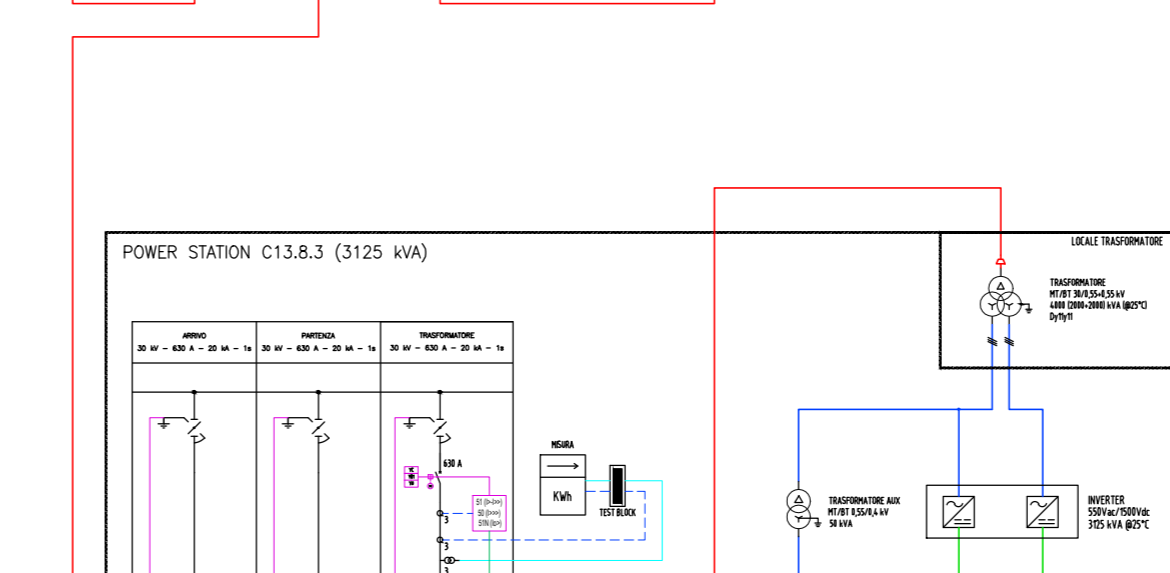 POWER STATION C13.8.3 (3125 kVA)
LOCALE TRASFORMATORE
TRASFORMATORE
MT/BT 30/0,55+0,55 kV
4000 (2000+2000) kVA (@25°C)
Dy11y11
ARRIVO
30 kV - 630 A - 20 kA - 1s
PARTENZA
30 kV - 630 A - 20 kA - 1s
TRASFORMATORE
30 kV - 630 A - 20 kA - 1s
630 A
MISURA
KWh
TEST BLOCK
51 (I>-I>>)
50 (I>>>)
51N (Io>)
3
3
3
TRASFORMATORE AUX
MT/BT 0,55/0,4 kV
50 kVA
INVERTER
550Vac/1500Vdc
3125 kVA @25°C